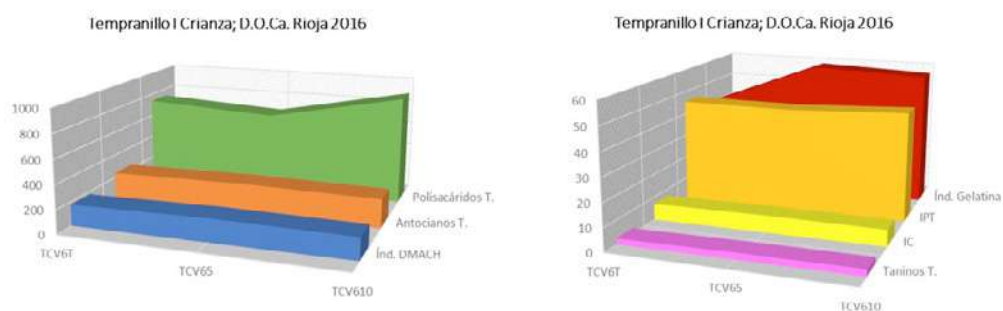 Tempranillo I Crianza; D.O.Ca. Rioja 2016
1000
800
600
400
200
0
TCV6T
TCV65
TCV610
Polisacáridos T.
Antocianos T.
Índ. DMACH
Tempranillo I Crianza; D.O.Ca. Rioja 2016
60
50
40
30
20
10
0
TCV6T
TCV65
TCV610
Índ. Gelatina
IPT
IC
Taninos T.